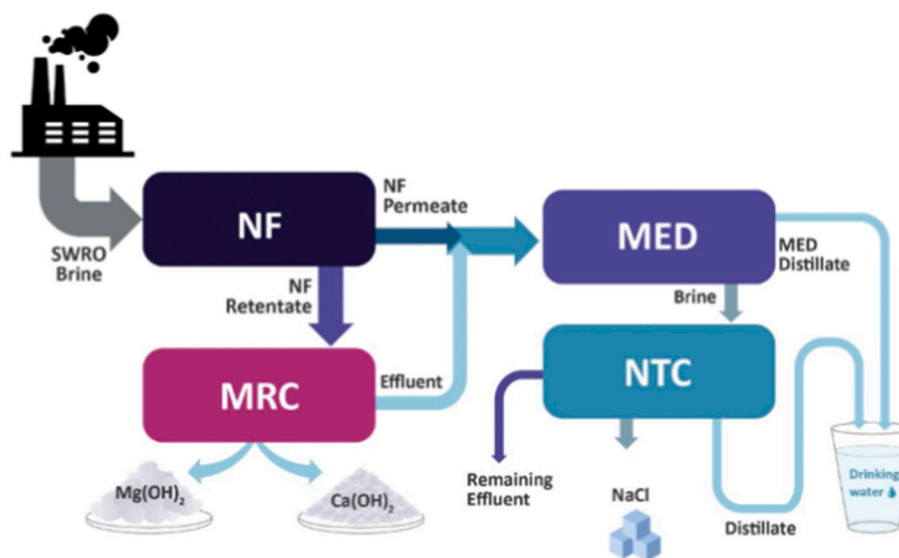 SWRO
Brine
NF
NF
Permeate
NF
Retentate
MED
MED
Distillate
Brine
MRC
Effluent
NTC
Mg(OH)₂
Ca(OH)₂
Remaining
Effluent
NaCl
Distillate
Drinking
water